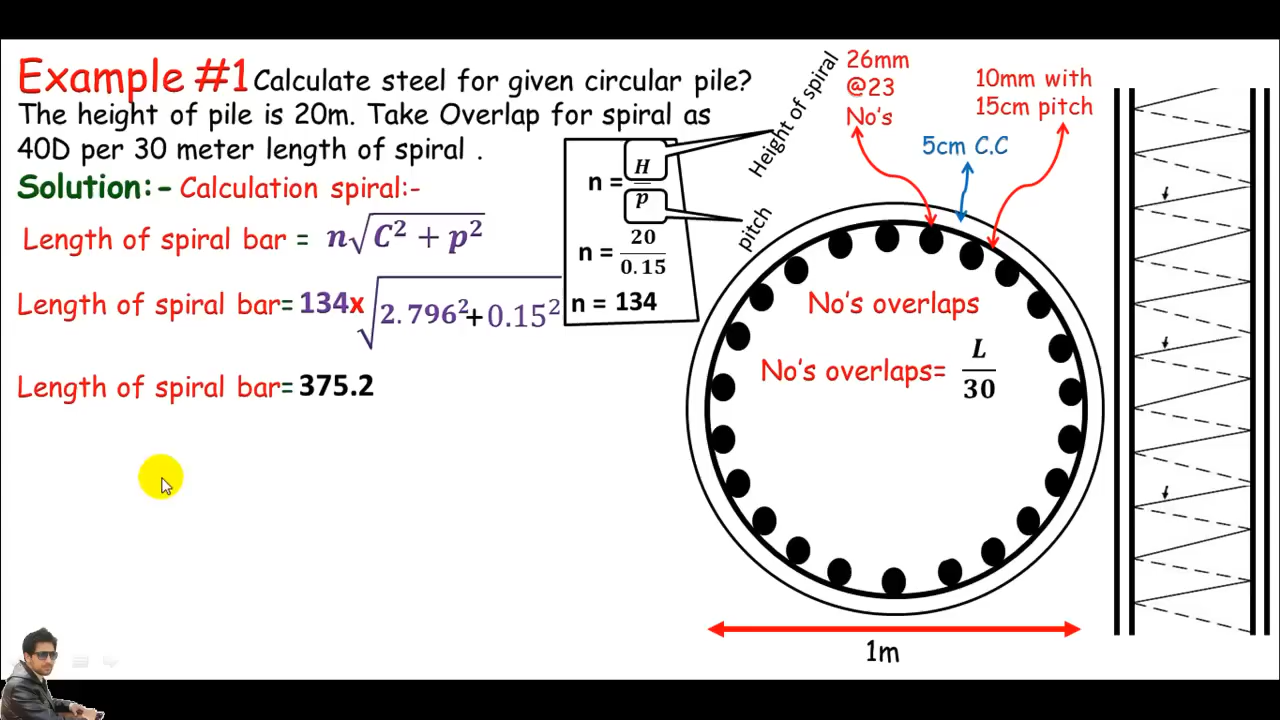 Example #1 Calculate steel for given circular pile?
The height of pile is 20m. Take Overlap for spiral as
40D per 30 meter length of spiral .
Solution:- Calculation spiral:-
Length of spiral bar = n√C² + p²
Length of spiral bar= 134x√2.796²+0.15²
Length of spiral bar= 375.2
n = H/p
n = 20/0.15
n = 134
Height of spiral
pitch
26mm
@23
No's
10mm with
15cm pitch
5cm C.C
No's overlaps
No's overlaps= L/30
1m